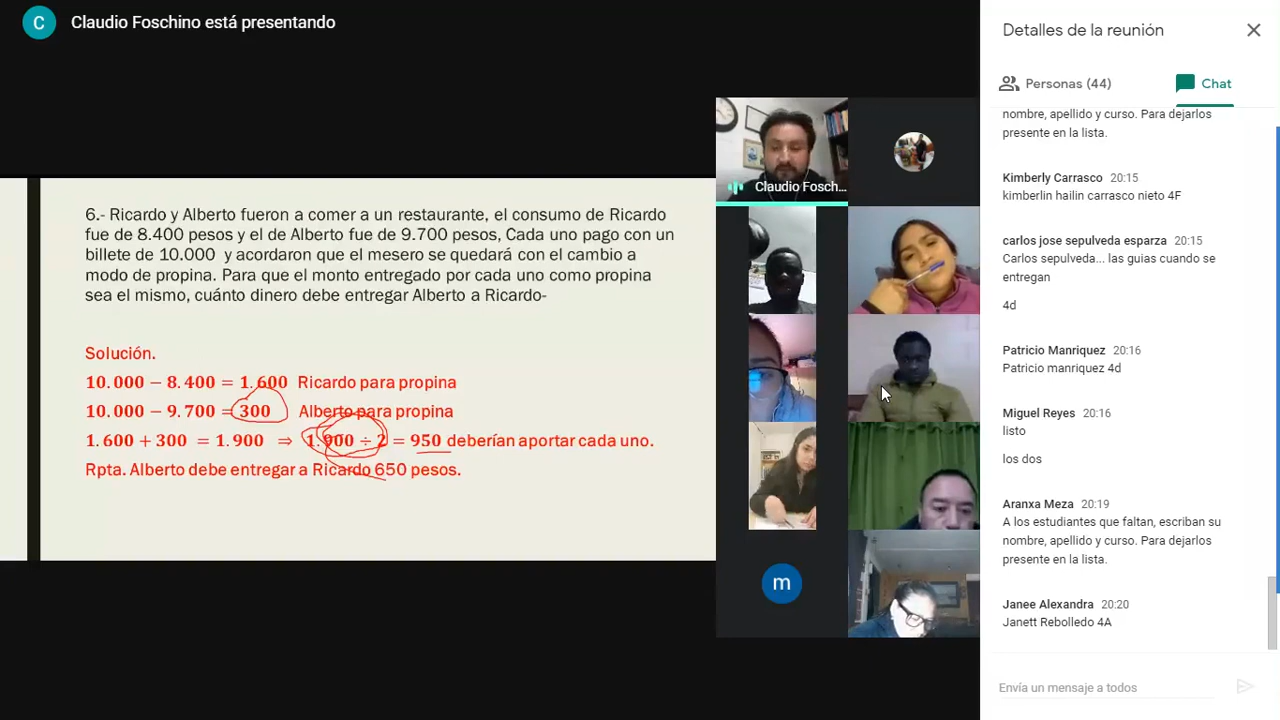 C
Claudio Foschino está presentando
6.- Ricardo y Alberto fueron a comer a un restaurante, el consumo de Ricardo
fue de 8.400 pesos y el de Alberto fue de 9.700 pesos, Cada uno pago con un
billete de 10.000 y acordaron que el mesero se quedará con el cambio a
modo de propina. Para que el monto entregado por cada uno como propina
sea el mismo, cuánto dinero debe entregar Alberto a Ricardo-
Solución.
10.000 − 8.400 = 1.600 Ricardo para propina
10.000 − 9.700 = 300 Alberto para propina
1.600 + 300 = 1.900 ⇒ 1.900 ÷ 2 = 950 deberían aportar cada uno.
Rpta. Alberto debe entregar a Ricardo 650 pesos.
Claudio Fosch...
m
Detalles de la reunión
Personas (44)
Chat
nombre, apellido y curso. Para dejarlos
presente en la lista.
Kimberly Carrasco 20:15
kimberlin hailin carrasco nieto 4F
carlos jose sepulveda esparza 20:15
Carlos sepulveda... las guias cuando se
entregan
4d
Patricio Manriquez 20:16
Patricio manriquez 4d
Miguel Reyes 20:16
listo
los dos
Aranxa Meza 20:19
A los estudiantes que faltan, escriban su
nombre, apellido y curso. Para dejarlos
presente en la lista.
Janee Alexandra 20:20
Janett Rebolledo 4A
Envía un mensaje a todos